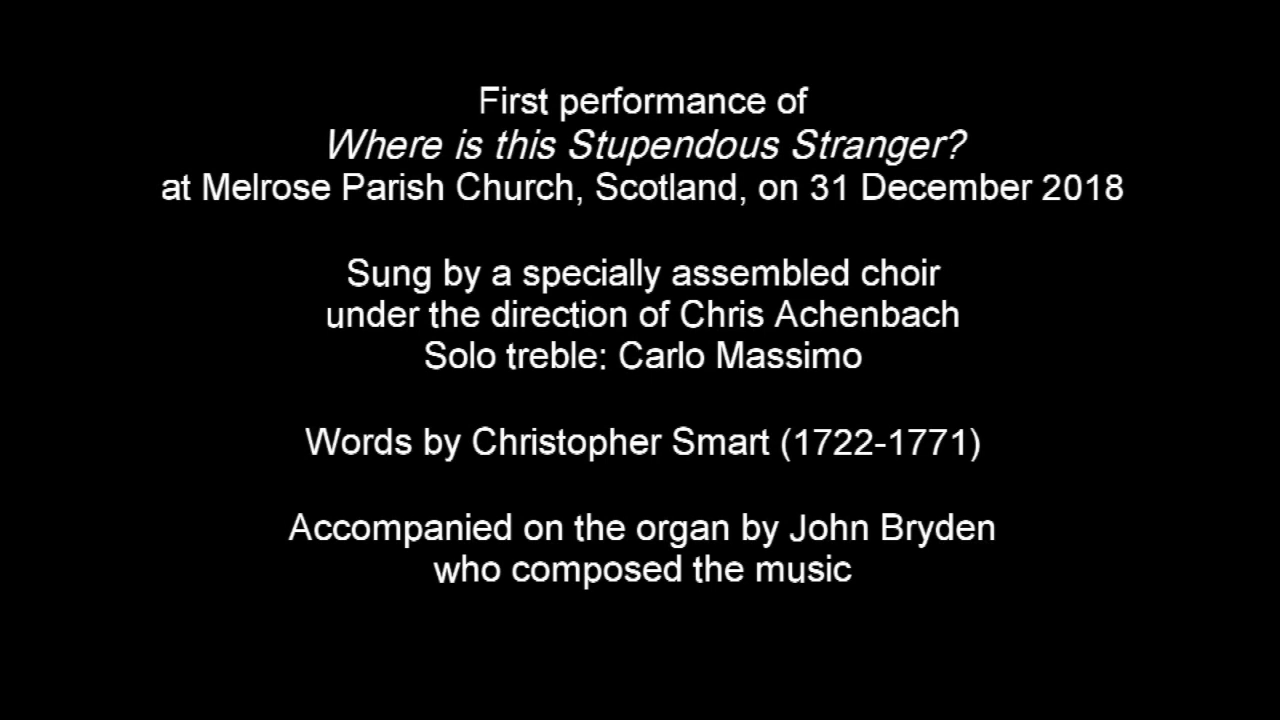 First performance of
Where is this Stupendous Stranger?
at Melrose Parish Church, Scotland, on 31 December 2018
Sung by a specially assembled choir
under the direction of Chris Achenbach
Solo treble: Carlo Massimo
Words by Christopher Smart (1722-1771)
Accompanied on the organ by John Bryden
who composed the music